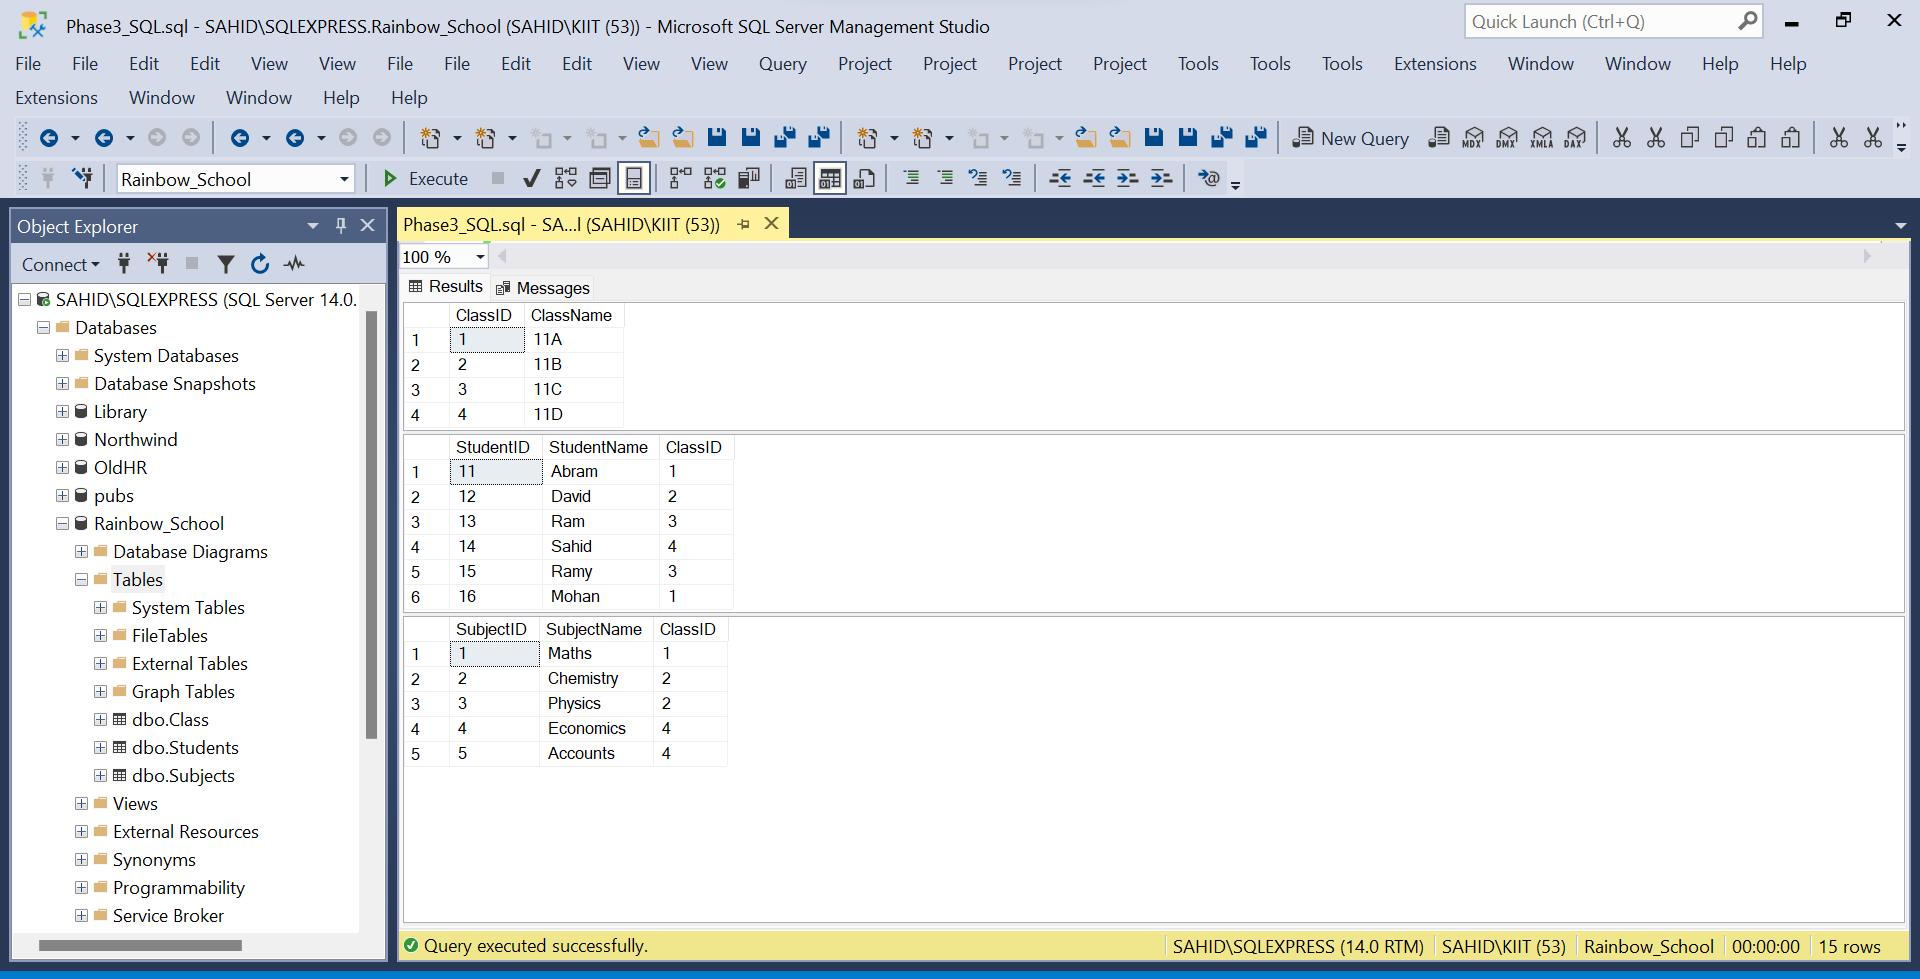 Phase3_SQL.sql - SAHID\SQLEXPRESS.Rainbow_School (SAHID\KIIT (53)) - Microsoft SQL Server Management Studio
Quick Launch (Ctrl+Q)
File File Edit Edit View View File File Edit Edit View View Query Project Project Project Project Tools Tools Tools Extensions Window Window Help Help
Extensions Window Window Help Help
New Query MDX DMX XMLA DAX
Rainbow_School Execute
Object Explorer
Connect
SAHID\SQLEXPRESS (SQL Server 14.0.
Databases
System Databases
Database Snapshots
Library
Northwind
OldHR
pubs
Rainbow_School
Database Diagrams
Tables
System Tables
FileTables
External Tables
Graph Tables
dbo.Class
dbo.Students
dbo.Subjects
Views
External Resources
Synonyms
Programmability
Service Broker
Phase3_SQL.sql - SA...l (SAHID\KIIT (53))
100 %
Results Messages
ClassID ClassName
1 1 11A
2 2 11B
3 3 11C
4 4 11D
StudentID StudentName ClassID
1 11 Abram 1
2 12 David 2
3 13 Ram 3
4 14 Sahid 4
5 15 Ramy 3
6 16 Mohan 1
SubjectID SubjectName ClassID
1 1 Maths 1
2 2 Chemistry 2
3 3 Physics 2
4 4 Economics 4
5 5 Accounts 4
Query executed successfully.
SAHID\SQLEXPRESS (14.0 RTM) SAHID\KIIT (53) Rainbow_School 00:00:00 15 rows